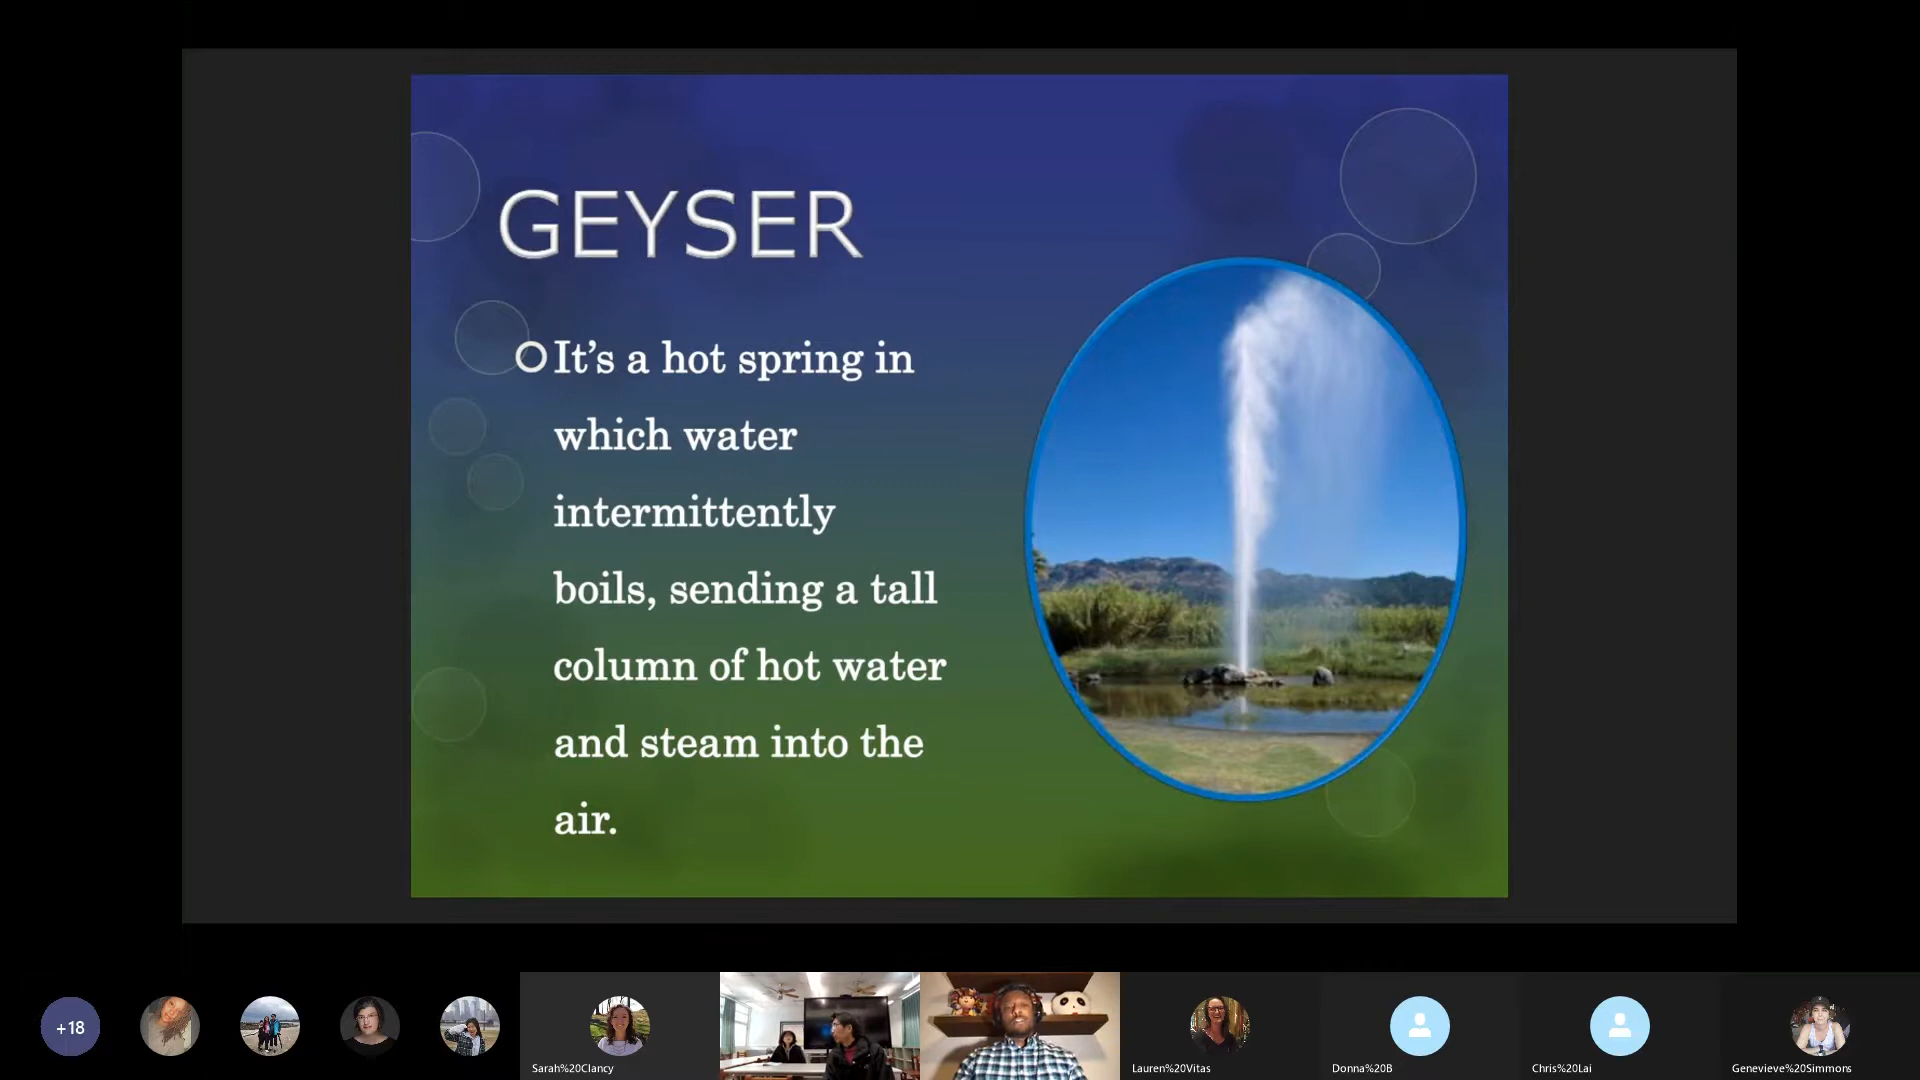 GEYSER
It's a hot spring in
which water
intermittently
boils, sending a tall
column of hot water
and steam into the
air.
+18
Sarah%20Clancy
Lauren%20Vitas
Donna%20B
Chris%20Lai
Genevieve%20Simmons